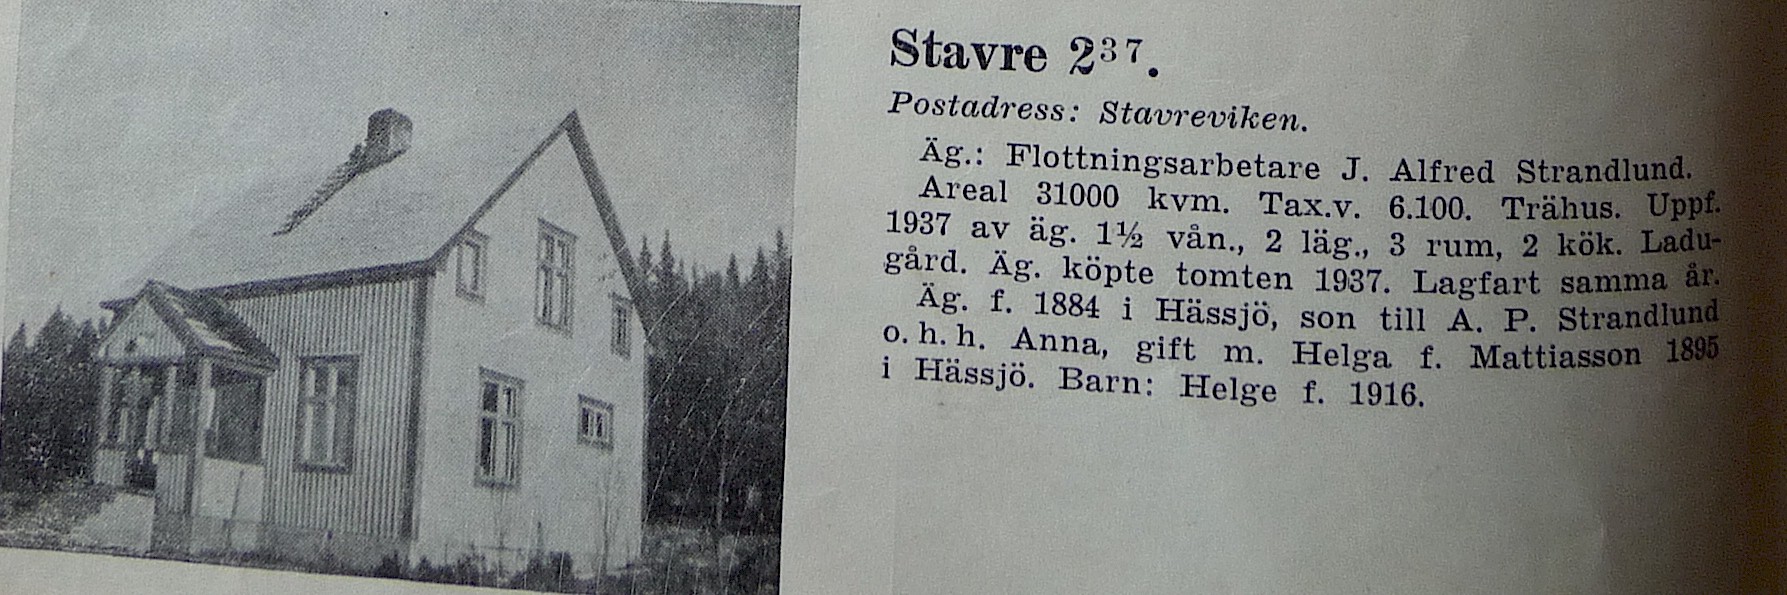 Stavre 2³⁷.
Postadress: Stavreviken.
Äg.: Flottningsarbetare J. Alfred Strandlund.
Areal 31000 kvm. Tax.v. 6.100. Trähus. Uppf.
1937 av äg. 1½ vån., 2 läg., 3 rum, 2 kök. Ladu-
gård. Äg. köpte tomten 1937. Lagfart samma år.
Äg. f. 1884 i Hässjö, son till A. P. Strandlund
o. h. h. Anna, gift m. Helga f. Mattiasson 1895
i Hässjö. Barn: Helge f. 1916.